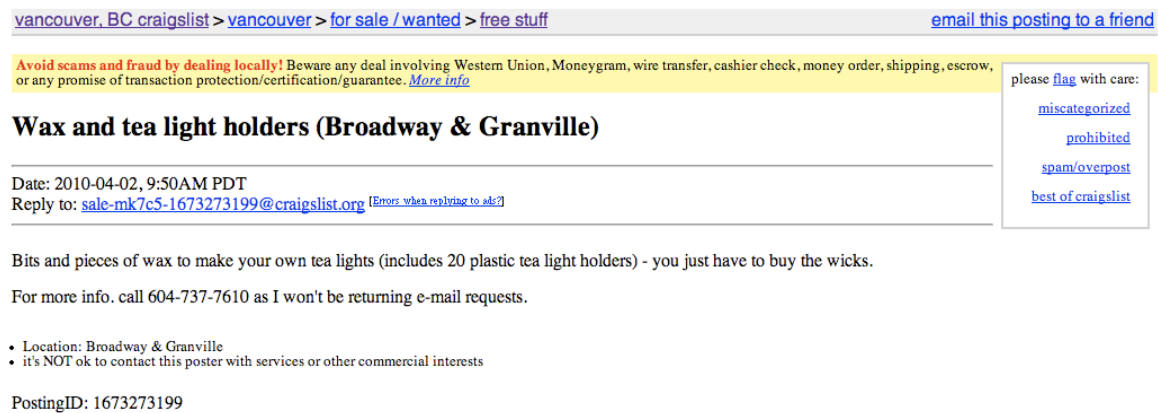 vancouver, BC craigslist > vancouver > for sale / wanted > free stuff
email this posting to a friend
Avoid scams and fraud by dealing locally! Beware any deal involving Western Union, Moneygram, wire transfer, cashier check, money order, shipping, escrow,
or any promise of transaction protection/certification/guarantee. More info
please flag with care:
miscategorized
prohibited
spam/overpost
best of craigslist
Wax and tea light holders (Broadway & Granville)
Date: 2010-04-02, 9:50AM PDT
Reply to: sale-mk7c5-1673273199@craigslist.org [Errors when replying to ads?]
Bits and pieces of wax to make your own tea lights (includes 20 plastic tea light holders) - you just have to buy the wicks.
For more info. call 604-737-7610 as I won't be returning e-mail requests.
• Location: Broadway & Granville
• it's NOT ok to contact this poster with services or other commercial interests
PostingID: 1673273199